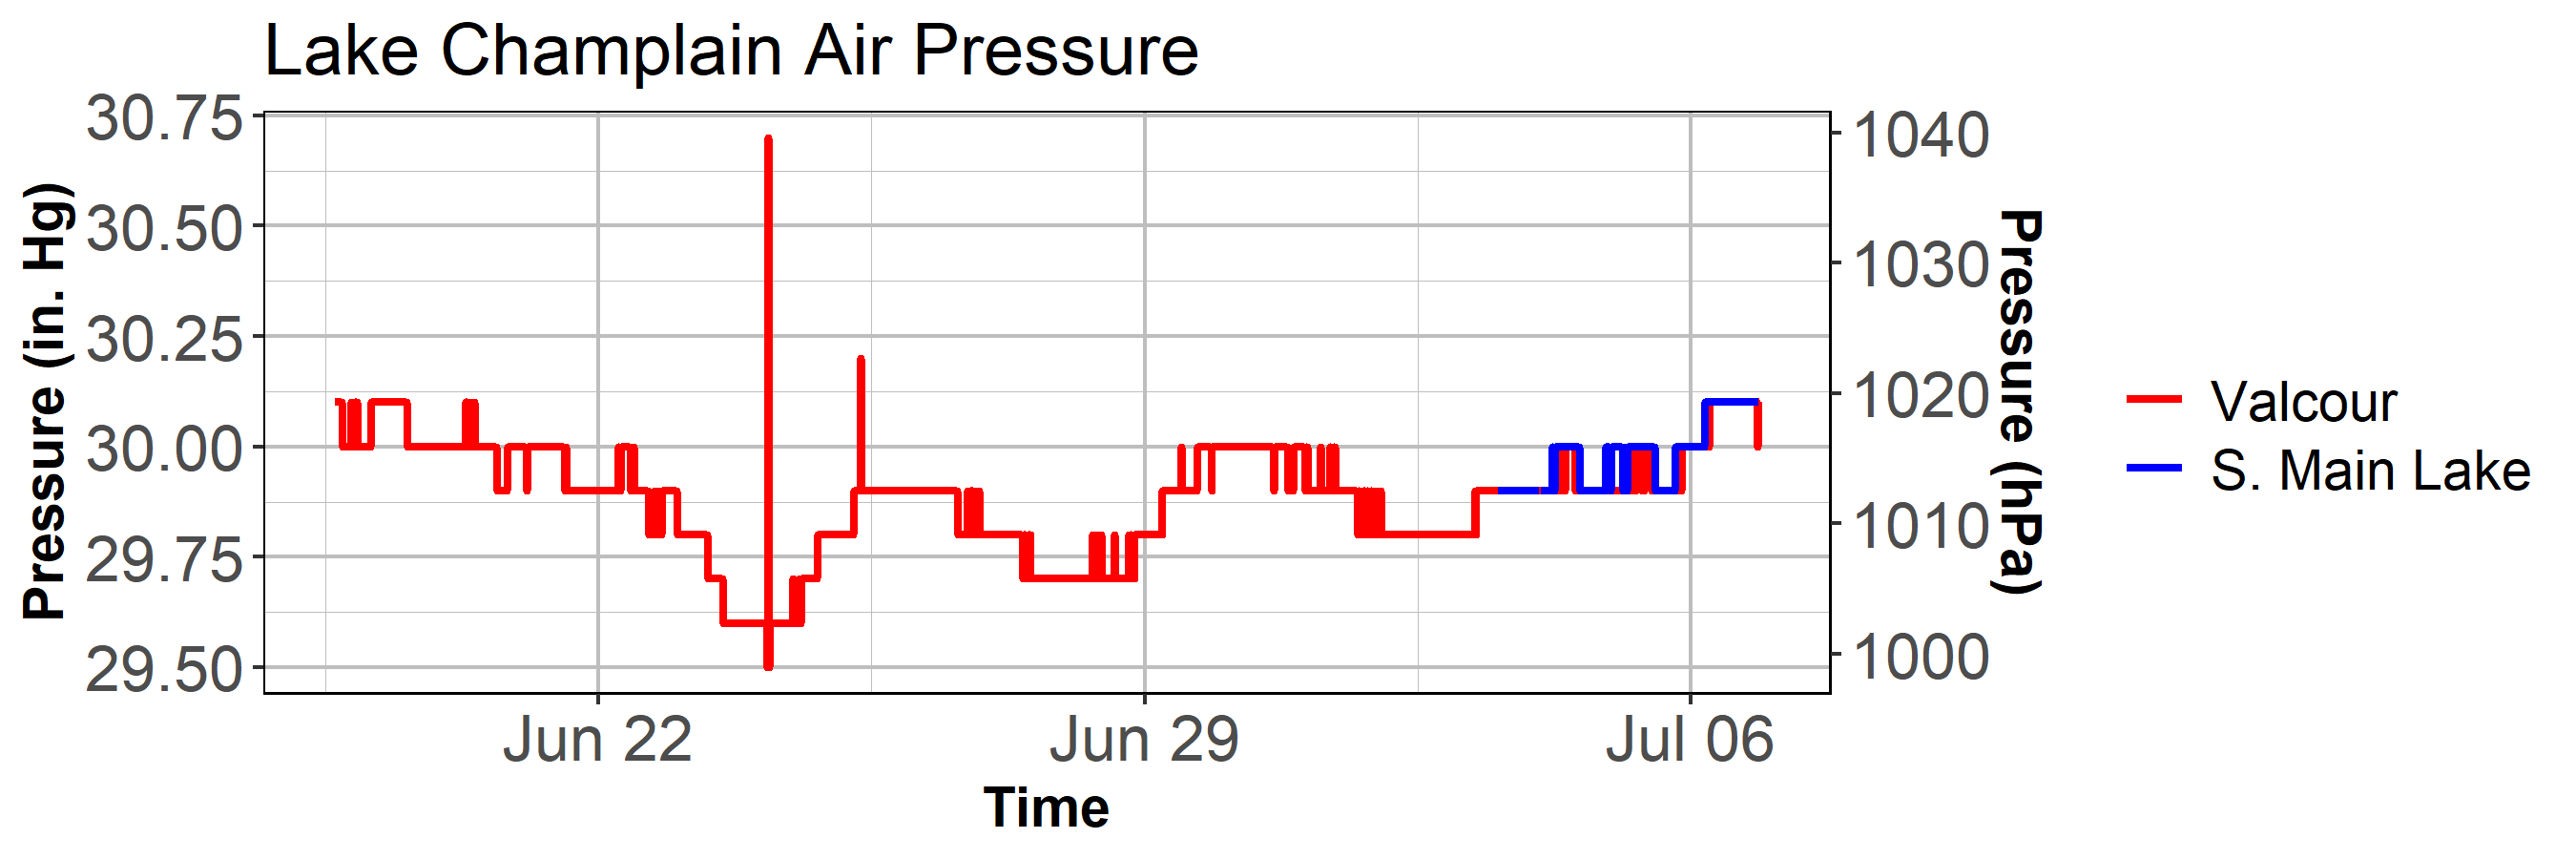 Lake Champlain Air Pressure
Pressure (in. Hg)
30.75
30.50
30.25
30.00
29.75
29.50
1040
1030
1020
1010
1000
Pressure (hPa)
Jun 22
Jun 29
Jul 06
Time
Valcour
S. Main Lake